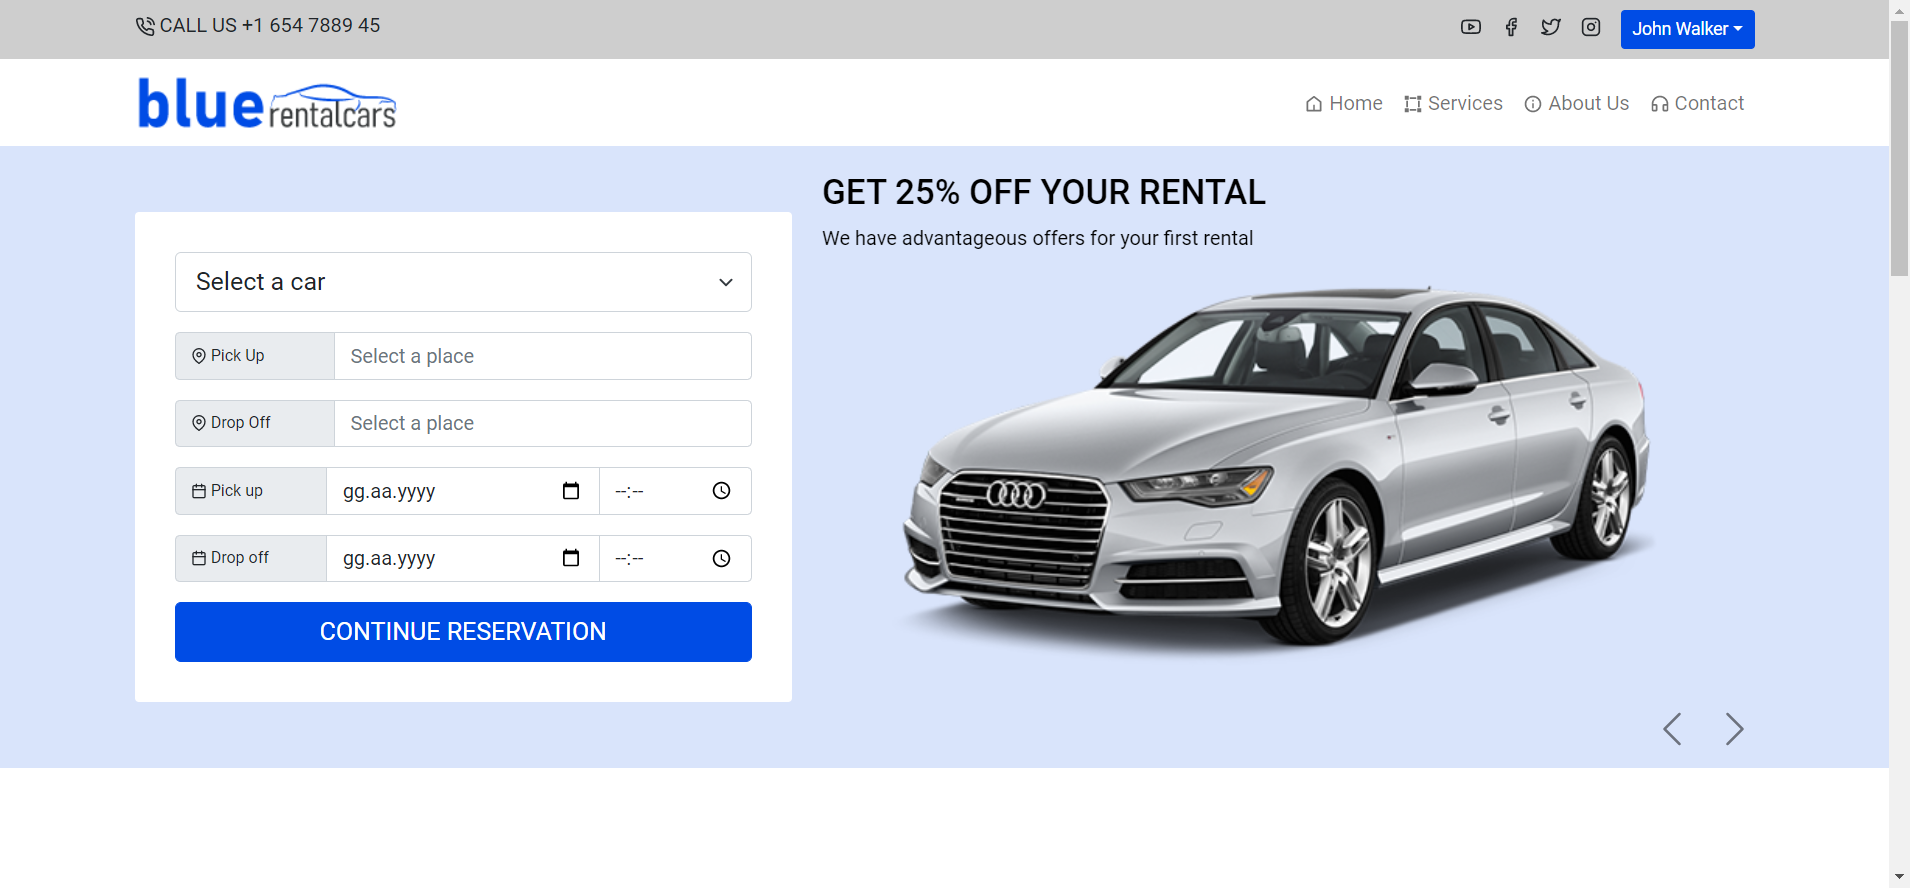 CALL US +1 654 7889 45
John Walker
blue rentalcars
Home
Services
About Us
Contact
GET 25% OFF YOUR RENTAL
We have advantageous offers for your first rental
Select a car
Pick Up
Select a place
Drop Off
Select a place
Pick up
gg.aa.yyyy
--:--
Drop off
gg.aa.yyyy
--:--
CONTINUE RESERVATION